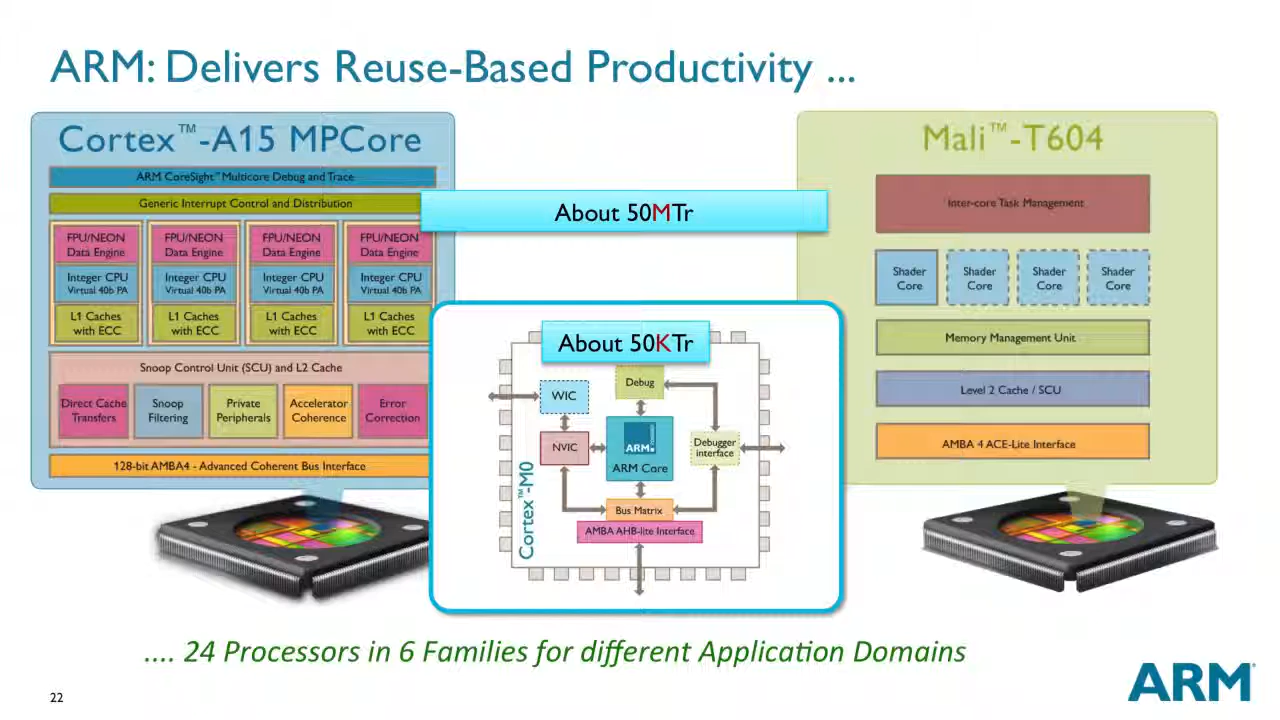 ARM: Delivers Reuse-Based Productivity ...
Cortex™-A15 MPCore
ARM CoreSight™ Multicore Debug and Trace
Generic Interrupt Control and Distribution
FPU/NEON
Data Engine
FPU/NEON
Data Engine
FPU/NEON
Data Engine
FPU/NEON
Data Engine
Integer CPU
Virtual 40b PA
Integer CPU
Virtual 40b PA
Integer CPU
Virtual 40b PA
Integer CPU
Virtual 40b PA
L1 Caches
with ECC
L1 Caches
with ECC
L1 Caches
with ECC
L1 Caches
with ECC
Snoop Control Unit (SCU) and L2 Cache
Direct Cache
Transfers
Snoop
Filtering
Private
Peripherals
Accelerator
Coherence
Error
Correction
128-bit AMBA4 - Advanced Coherent Bus Interface
About 50MTr
About 50KTr
Debug
WIC
NVIC
ARM
ARM Core
Debugger
interface
Bus Matrix
AMBA AHB-lite Interface
Cortex™-M0
Mali™-T604
Inter-core Task Management
Shader
Core
Shader
Core
Shader
Core
Shader
Core
Memory Management Unit
Level 2 Cache / SCU
AMBA 4 ACE-Lite Interface
.... 24 Processors in 6 Families for different Application Domains
22
ARM®